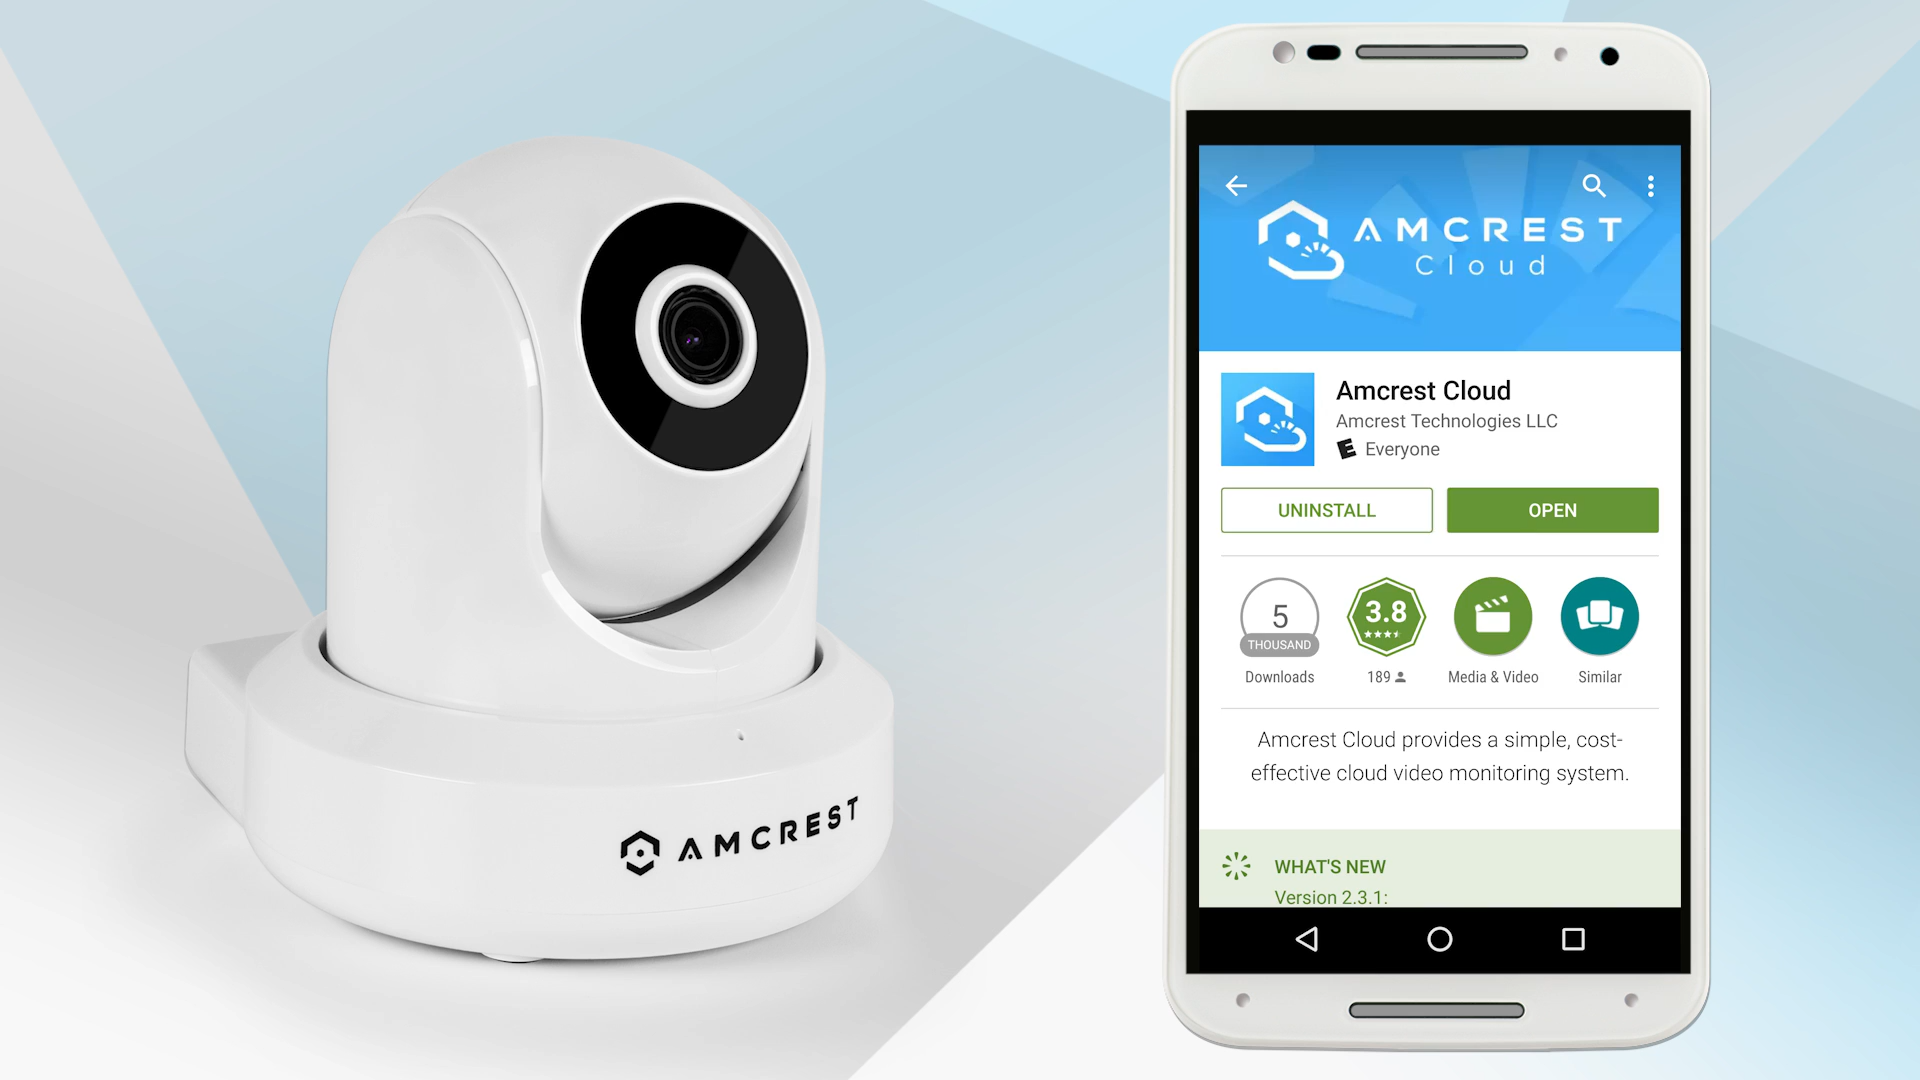 AMCREST
AMCREST
Cloud
Amcrest Cloud
Amcrest Technologies LLC
E Everyone
UNINSTALL
OPEN
5
THOUSAND
Downloads
3.8
189
Media & Video
Similar
Amcrest Cloud provides a simple, cost-
effective cloud video monitoring system.
WHAT'S NEW
Version 2.3.1: